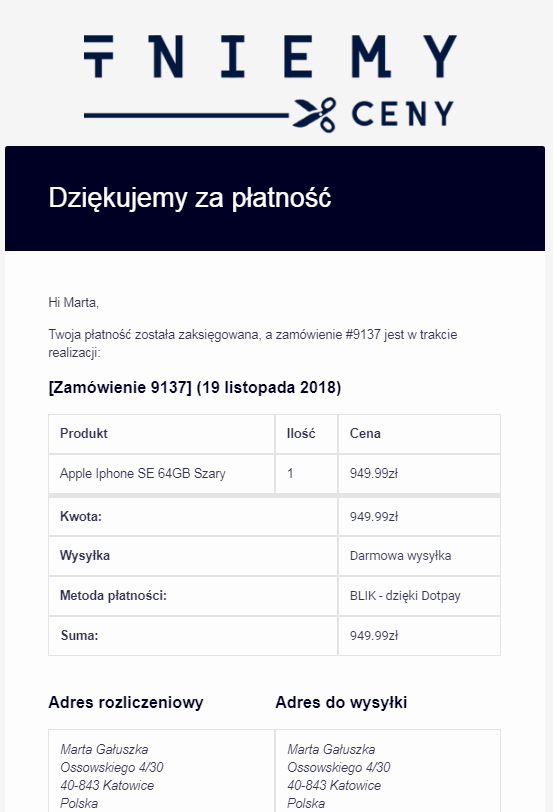 TNIEMY
CENY
Dziękujemy za płatność
Hi Marta,
Twoja płatność została zaksięgowana, a zamówienie #9137 jest w trakcie
realizacji:
[Zamówienie 9137] (19 listopada 2018)
Produkt Ilość Cena
Apple Iphone SE 64GB Szary 1 949.99zł
Kwota: 949.99zł
Wysyłka Darmowa wysyłka
Metoda płatności: BLIK - dzięki Dotpay
Suma: 949.99zł
Adres rozliczeniowy Adres do wysyłki
Marta Gałuszka Marta Gałuszka
Ossowskiego 4/30 Ossowskiego 4/30
40-843 Katowice 40-843 Katowice
Polska Polska